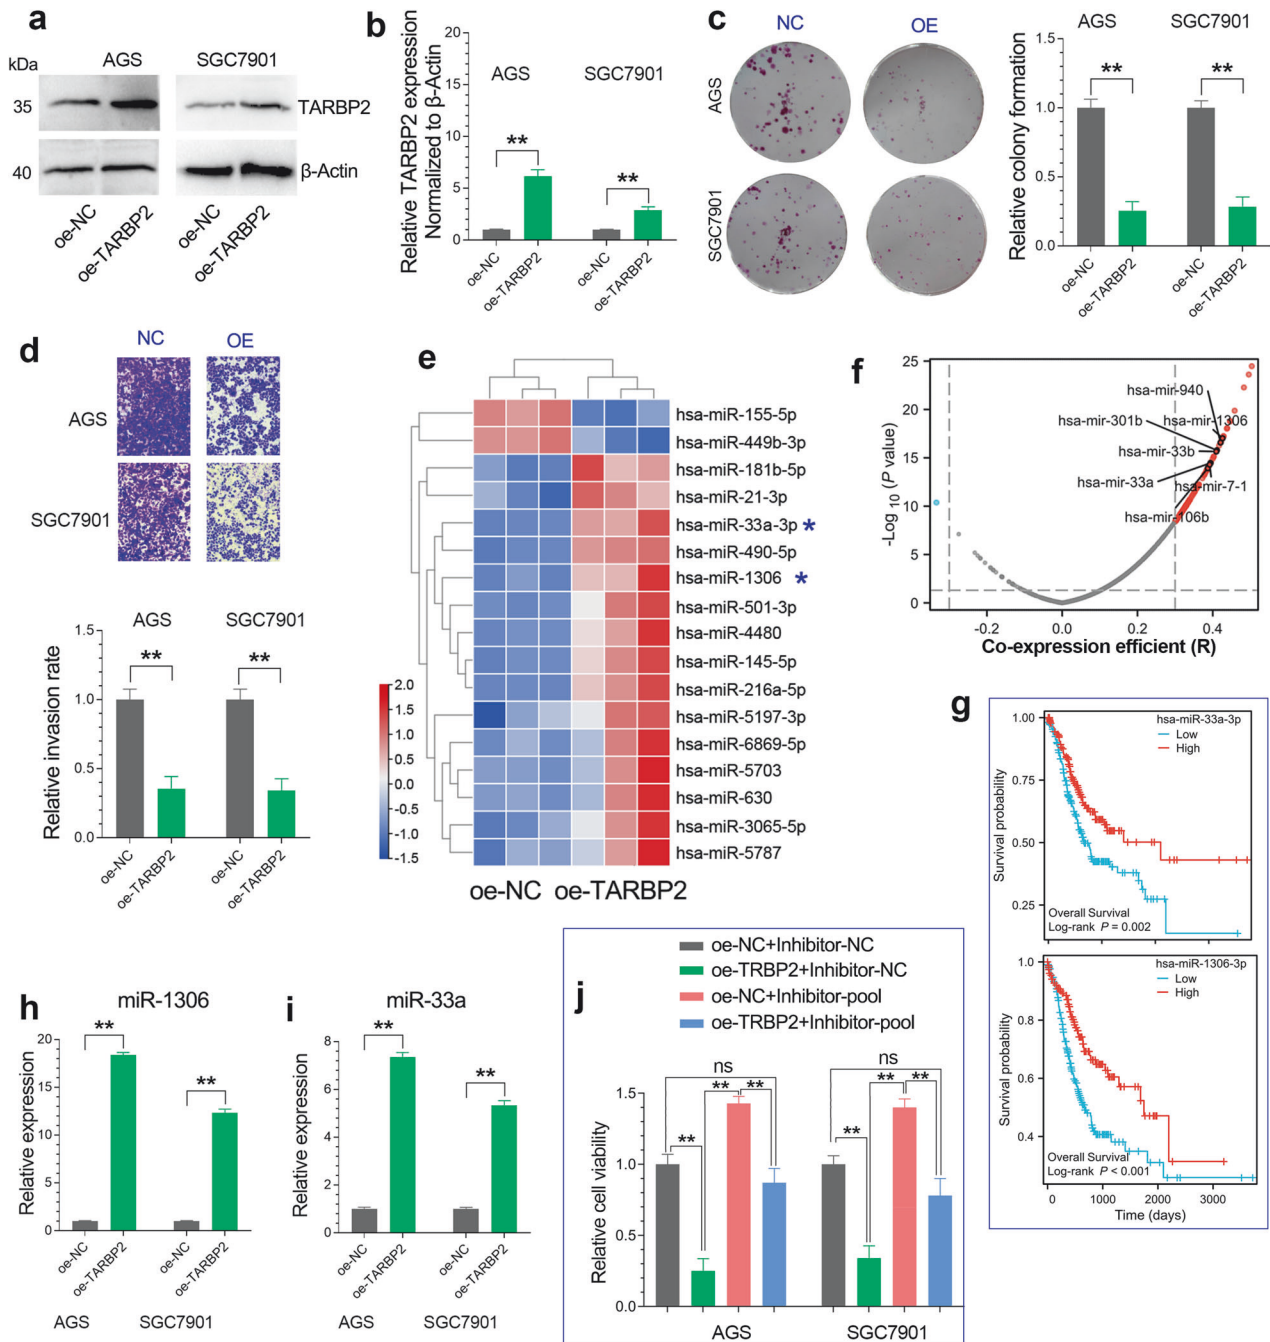 a
kDa
AGS
SGC7901
35
TARBP2
40
β-Actin
oe-NC
oe-TARBP2
oe-NC
oe-TARBP2
b
Relative TARBP2 expression
Normalized to β-Actin
20
15
10
5
0
AGS
SGC7901
**
**
oe-NC
oe-TARBP2
oe-NC
oe-TARBP2
c
NC
OE
AGS
SGC7901
Relative colony formation
1.5
1.0
0.5
0.0
AGS
SGC7901
**
**
oe-NC
oe-TARBP2
oe-NC
oe-TARBP2
d
NC
OE
AGS
SGC7901
Relative invasion rate
1.5
1.0
0.5
0.0
AGS
SGC7901
**
**
oe-NC
oe-TARBP2
oe-NC
oe-TARBP2
e
hsa-miR-155-5p
hsa-miR-449b-3p
hsa-miR-181b-5p
hsa-miR-21-3p
hsa-miR-33a-3p *
hsa-miR-490-5p
hsa-miR-1306 *
hsa-miR-501-3p
hsa-miR-4480
hsa-miR-145-5p
hsa-miR-216a-5p
hsa-miR-5197-3p
hsa-miR-6869-5p
hsa-miR-5703
hsa-miR-630
hsa-miR-3065-5p
hsa-miR-5787
2.0
1.5
1.0
0.5
0.0
-0.5
-1.0
-1.5
oe-NC oe-TARBP2
f
-Log 10 (P value)
25
20
15
10
5
0
hsa-mir-940
hsa-mir-301b
hsa-mir-1306
hsa-mir-33b
hsa-mir-33a
hsa-mir-7-1
hsa-mir-106b
-0.2 0.0 0.2 0.4
Co-expression efficient (R)
g
hsa-miR-33a-3p
Low
High
Survival probability
1.00
0.75
0.50
0.25
Overall Survival
Log-rank P = 0.002
hsa-miR-1306-3p
Low
High
Survival probability
1.0
0.8
0.6
0.4
Overall Survival
Log-rank P < 0.001
0 1000 2000 3000
Time (days)
h
miR-1306
Relative expression
20
16
12
8
4
0
**
**
oe-NC
oe-TARBP2
oe-NC
oe-TARBP2
AGS
SGC7901
i
miR-33a
Relative expression
8
6
4
2
0
**
**
oe-NC
oe-TARBP2
oe-NC
oe-TARBP2
AGS
SGC7901
j
oe-NC+Inhibitor-NC
oe-TRBP2+Inhibitor-NC
oe-NC+Inhibitor-pool
oe-TRBP2+Inhibitor-pool
Relative cell viability
1.5
1.0
0.5
0.0
ns
**
**
**
ns
**
**
**
AGS
SGC7901